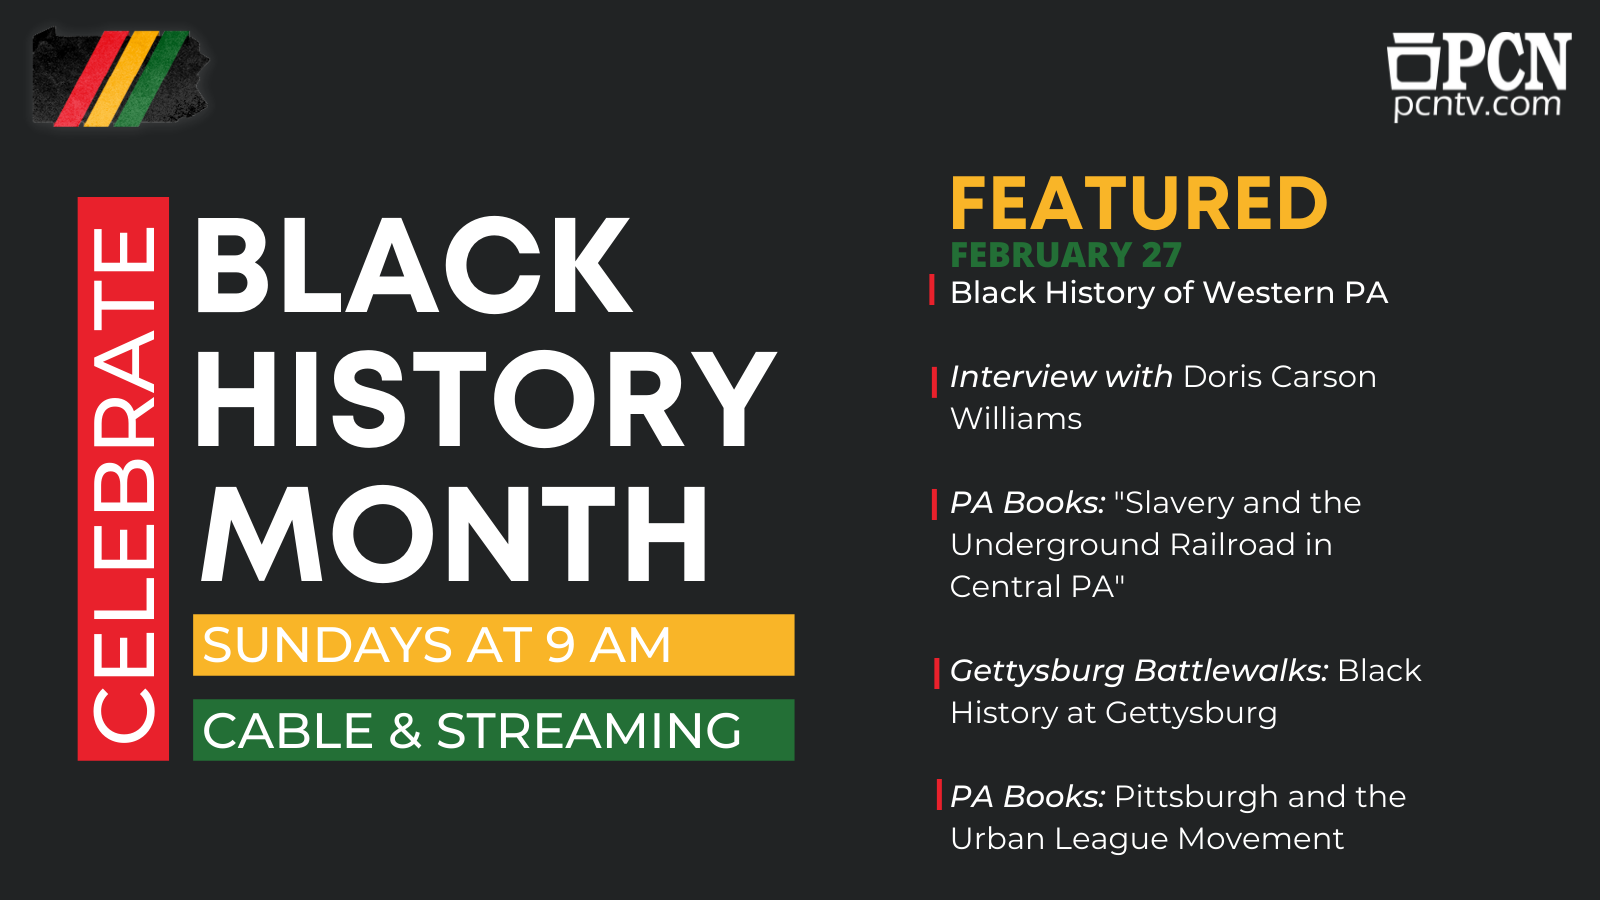 PCN
pcntv.com
CELEBRATE
BLACK
HISTORY
MONTH
SUNDAYS AT 9 AM
CABLE & STREAMING
FEATURED
FEBRUARY 27
Black History of Western PA
Interview with Doris Carson
Williams
PA Books: "Slavery and the
Underground Railroad in
Central PA"
Gettysburg Battlewalks: Black
History at Gettysburg
PA Books: Pittsburgh and the
Urban League Movement